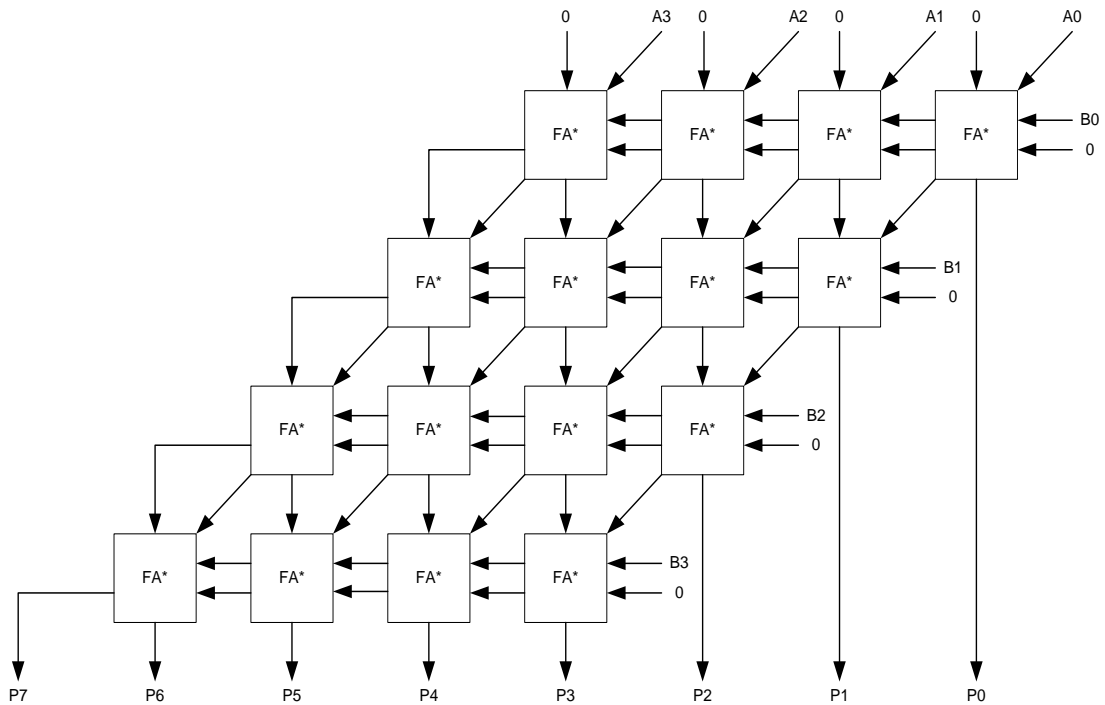 0 A3 0 A2 0 A1 0 A0
FA* FA* FA* FA* B0
0
FA* FA* FA* FA* B1
0
FA* FA* FA* FA* B2
0
FA* FA* FA* FA* B3
0
P7 P6 P5 P4 P3 P2 P1 P0